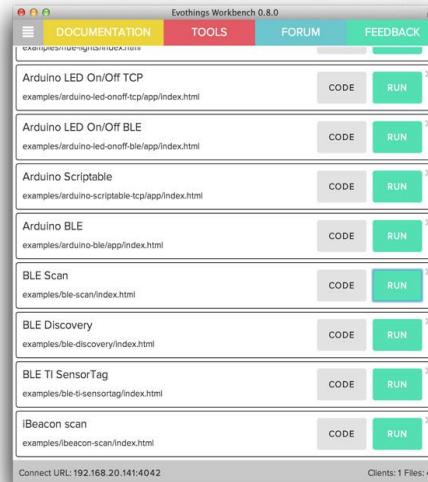 Evothings Workbench 0.8.0
DOCUMENTATION TOOLS FORUM FEEDBACK
examples/hue-lights/index.html
Arduino LED On/Off TCP
examples/arduino-led-onoff-tcp/app/index.html
CODE RUN
Arduino LED On/Off BLE
examples/arduino-led-onoff-ble/app/index.html
CODE RUN
Arduino Scriptable
examples/arduino-scriptable-tcp/app/index.html
CODE RUN
Arduino BLE
examples/arduino-ble/app/index.html
CODE RUN
BLE Scan
examples/ble-scan/index.html
CODE RUN
BLE Discovery
examples/ble-discovery/index.html
CODE RUN
BLE TI SensorTag
examples/ble-ti-sensortag/index.html
CODE RUN
iBeacon scan
examples/ibeacon-scan/index.html
CODE RUN
Connect URL: 192.168.20.141:4042 Clients: 1 Files: